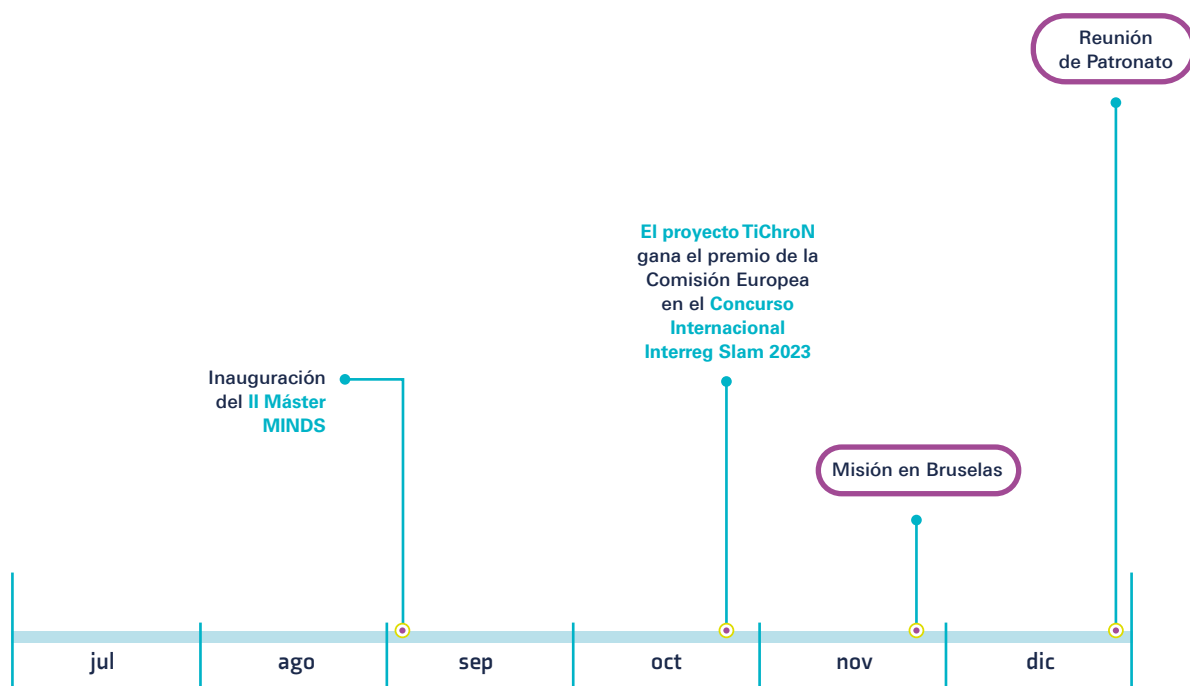 Reunión
de Patronato
El proyecto TiChroN
gana el premio de la
Comisión Europea
en el Concurso
Internacional
Interreg Slam 2023
Inauguración
del II Máster
MINDS
Misión en Bruselas
jul
ago
sep
oct
nov
dic